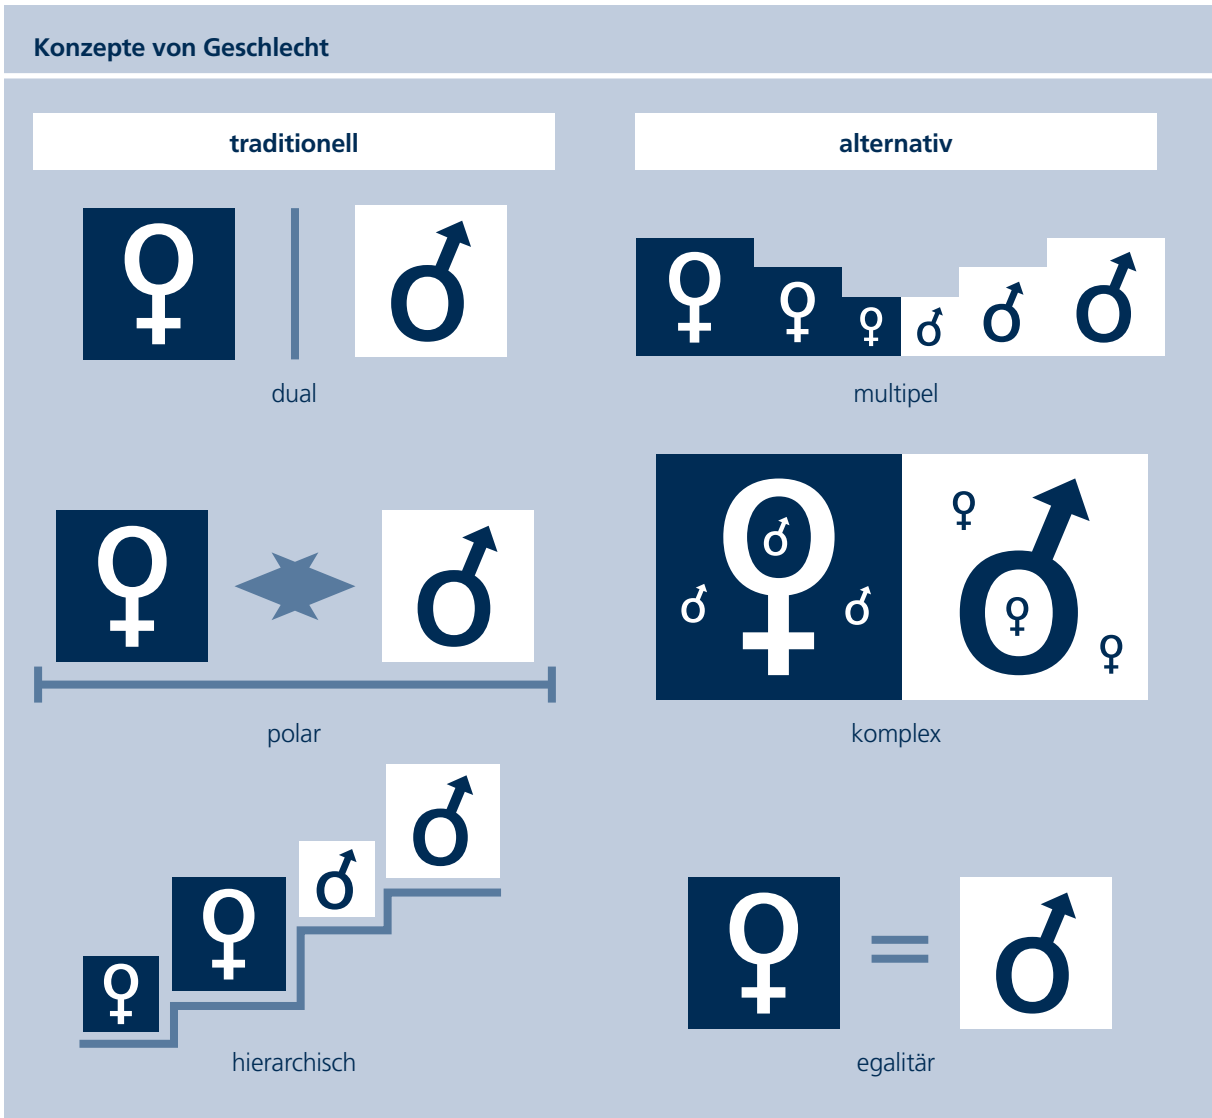 Konzepte von Geschlecht
traditionell
alternativ
dual
multipel
polar
komplex
hierarchisch
egalitär